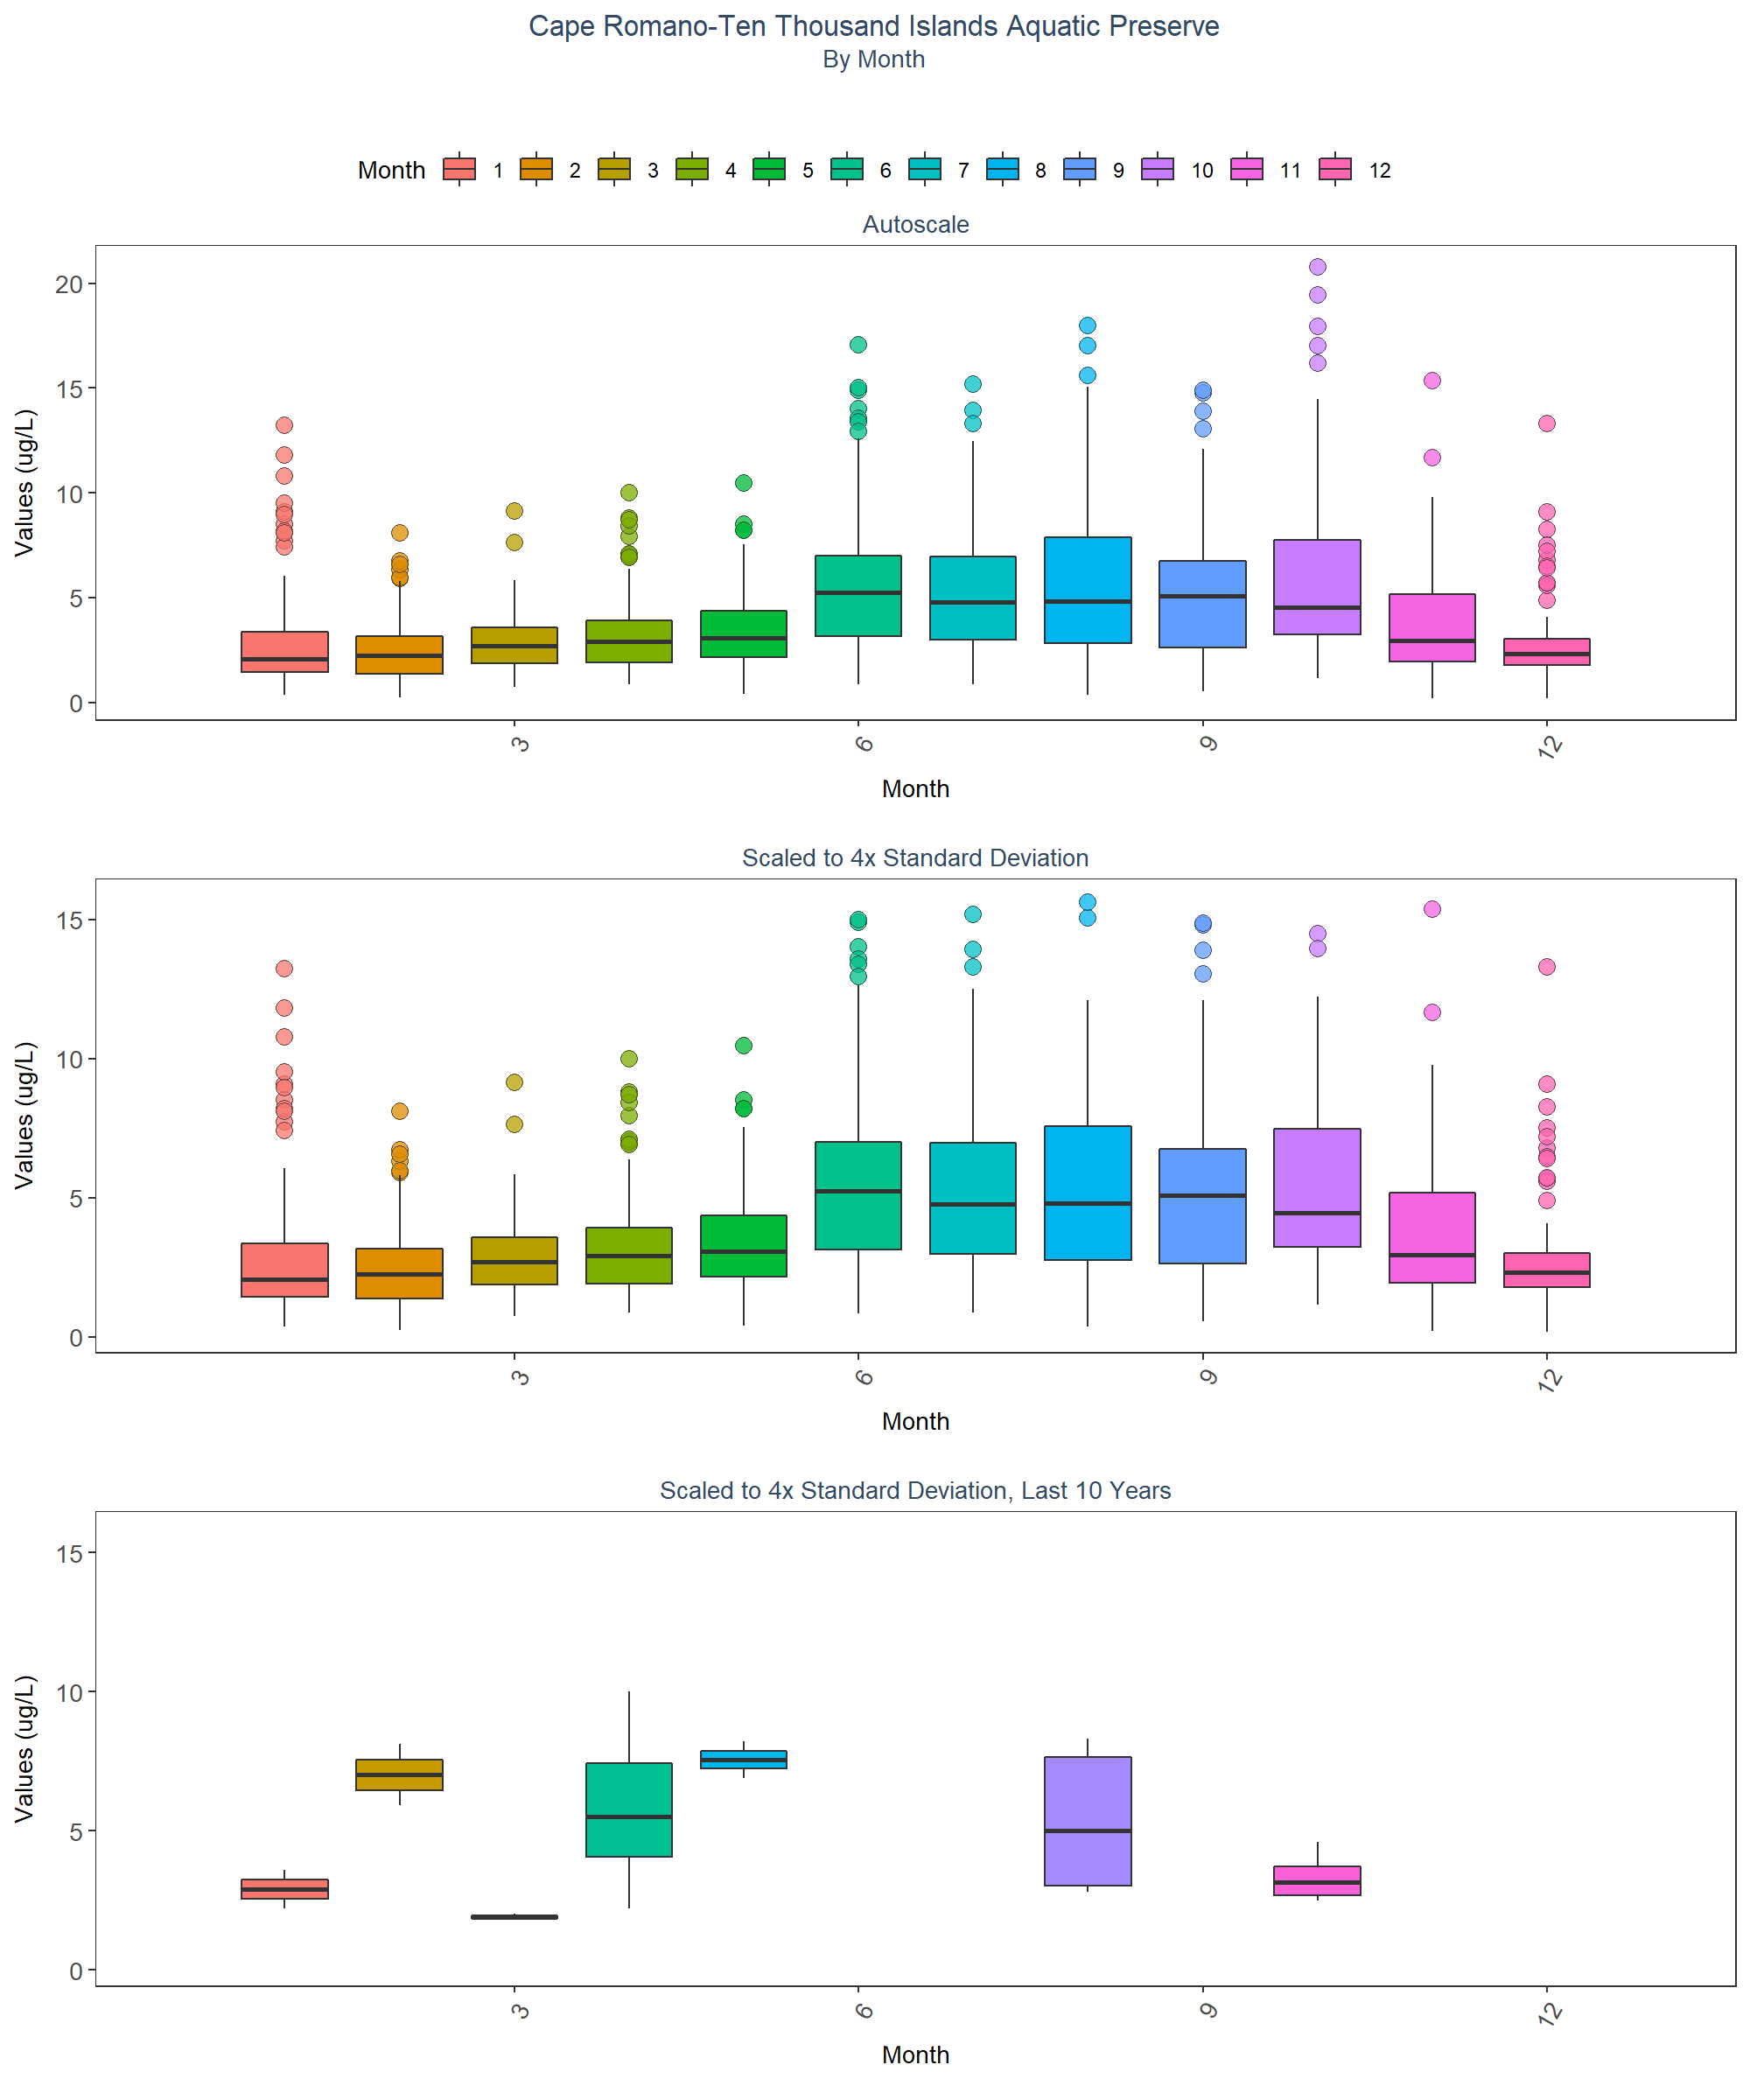 Cape Romano-Ten Thousand Islands Aquatic Preserve
By Month
Month 1 2 3 4 5 6 7 8 9 10 11 12
Autoscale
Values (ug/L)
20
15
10
5
0
3 6 9 12
Month
Scaled to 4x Standard Deviation
Values (ug/L)
15
10
5
0
3 6 9 12
Month
Scaled to 4x Standard Deviation, Last 10 Years
Values (ug/L)
15
10
5
0
3 6 9 12
Month